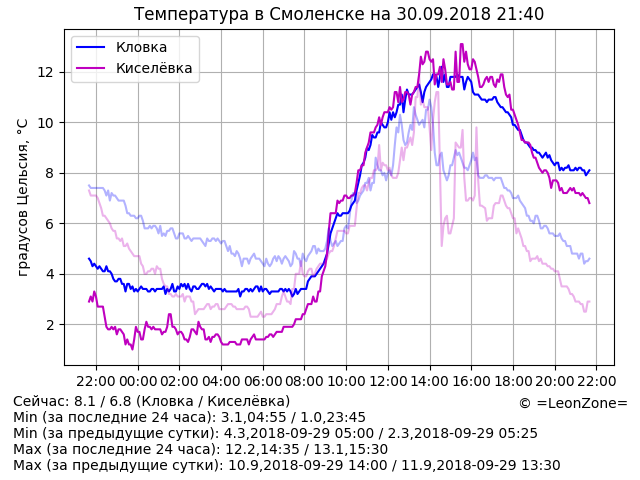 Температура в Смоленске на 30.09.2018 21:40
Кловка
Киселёвка
градусов Цельсия, °C
12
10
8
6
4
2
22:00 00:00 02:00 04:00 06:00 08:00 10:00 12:00 14:00 16:00 18:00 20:00 22:00
Сейчас: 8.1 / 6.8 (Кловка / Киселёвка)
© =LeonZone=
Min (за последние 24 часа): 3.1,04:55 / 1.0,23:45
Min (за предыдущие сутки): 4.3,2018-09-29 05:00 / 2.3,2018-09-29 05:25
Max (за последние 24 часа): 12.2,14:35 / 13.1,15:30
Max (за предыдущие сутки): 10.9,2018-09-29 14:00 / 11.9,2018-09-29 13:30